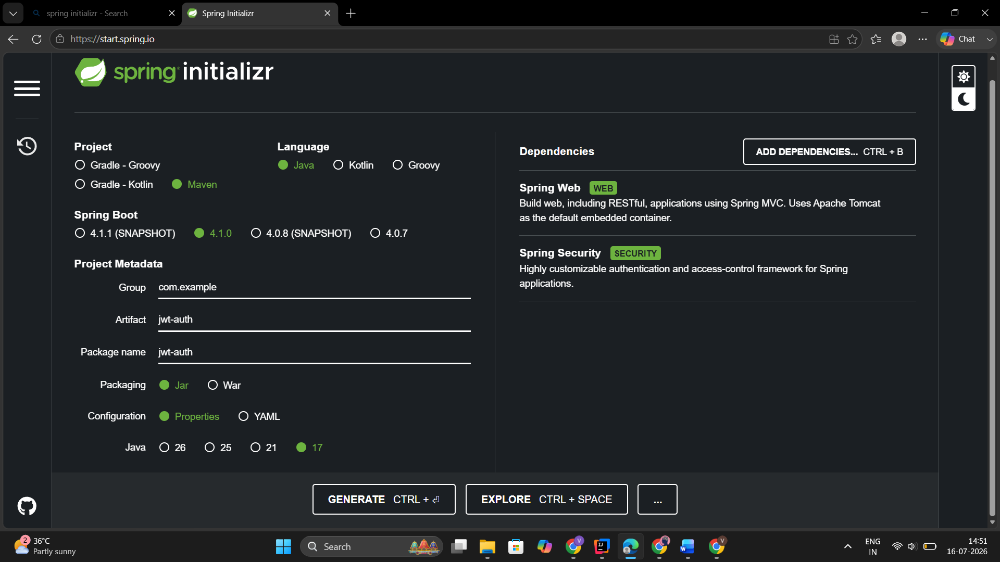 spring initializr - Search
Spring Initializr
https://start.spring.io
Chat
spring initializr
Project
Gradle - Groovy
Gradle - Kotlin
Maven
Language
Java
Kotlin
Groovy
Spring Boot
4.1.1 (SNAPSHOT)
4.1.0
4.0.8 (SNAPSHOT)
4.0.7
Project Metadata
Group
com.example
Artifact
jwt-auth
Package name
jwt-auth
Packaging
Jar
War
Configuration
Properties
YAML
Java
26
25
21
17
Dependencies
ADD DEPENDENCIES... CTRL + B
Spring Web WEB
Build web, including RESTful, applications using Spring MVC. Uses Apache Tomcat
as the default embedded container.
Spring Security SECURITY
Highly customizable authentication and access-control framework for Spring
applications.
GENERATE CTRL + ⏎
EXPLORE CTRL + SPACE
...
2
36°C
Partly sunny
Search
V
IJ
W
V
ENG
IN
14:51
16-07-2026